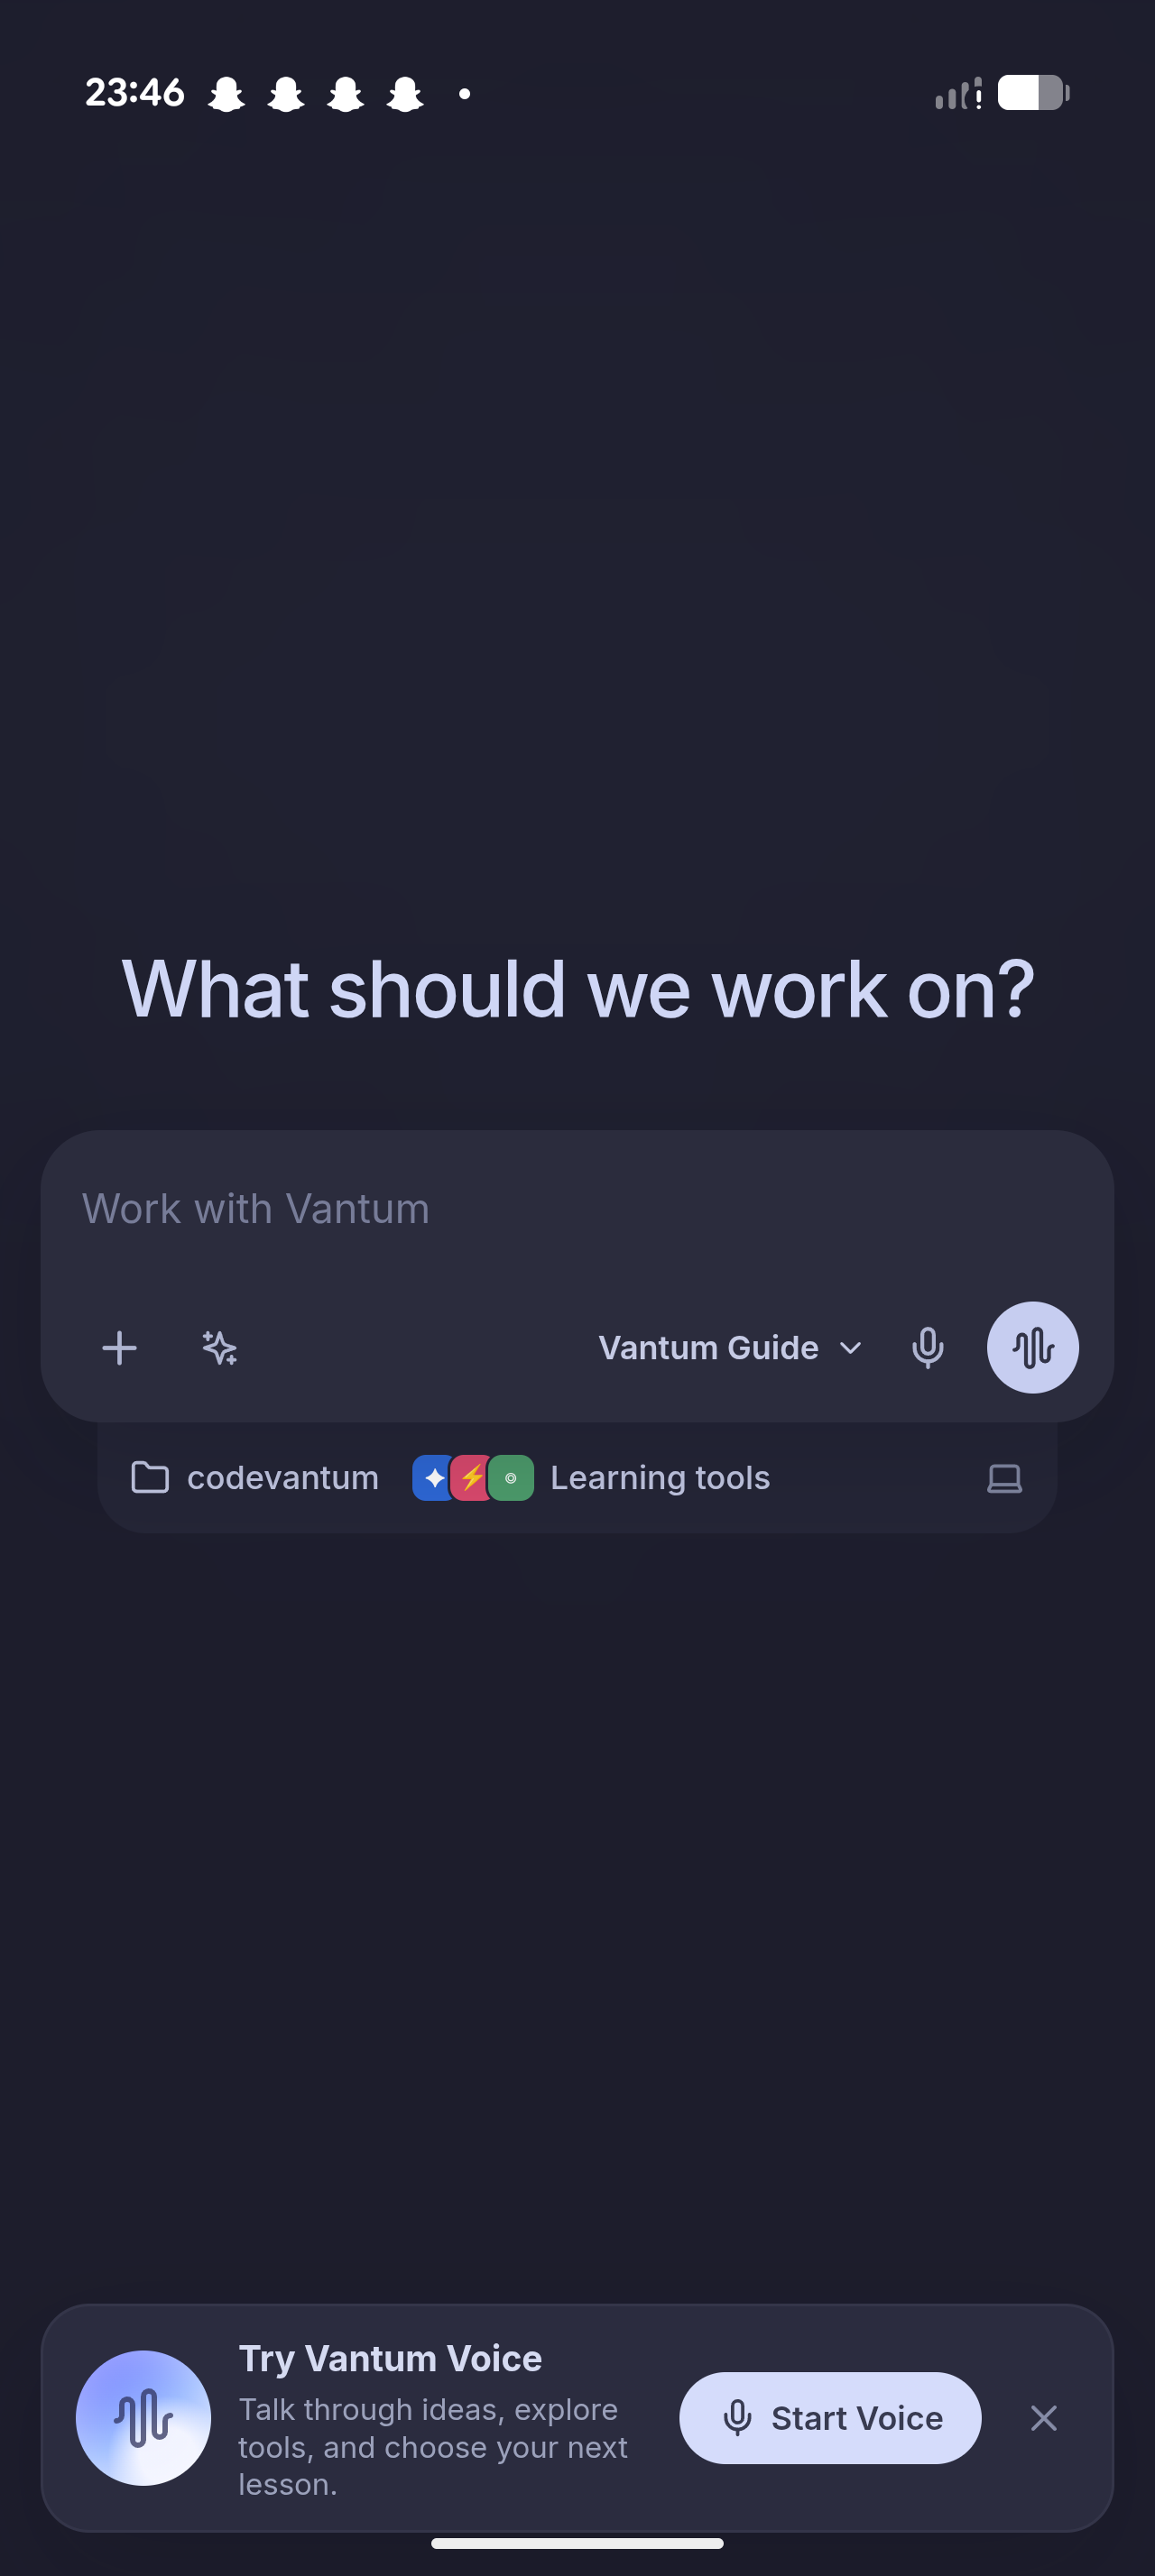 23:46
What should we work on?
Work with Vantum
Vantum Guide
codevantum
Learning tools
Try Vantum Voice
Talk through ideas, explore
tools, and choose your next
lesson.
Start Voice